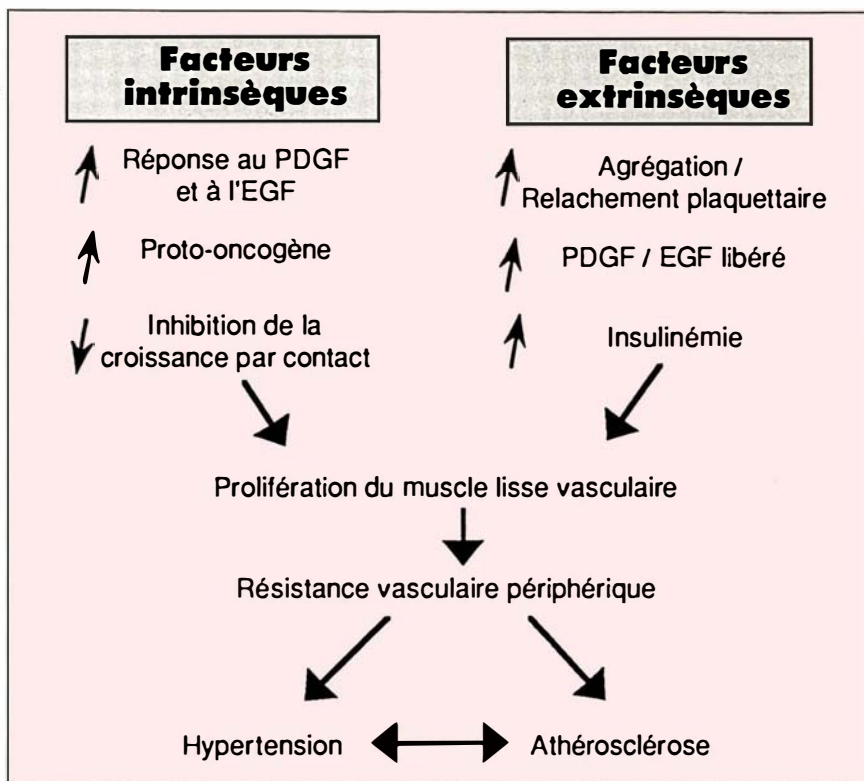 Facteurs
intrinsèques
Facteurs
extrinsèques
Réponse au PDGF
et à l'EGF
Proto-oncogène
Inhibition de la
croissance par contact
Agrégation /
Relachement plaquettaire
PDGF / EGF libéré
Insulinémie
Prolifération du muscle lisse vasculaire
Résistance vasculaire périphérique
Hypertension
Athérosclérose